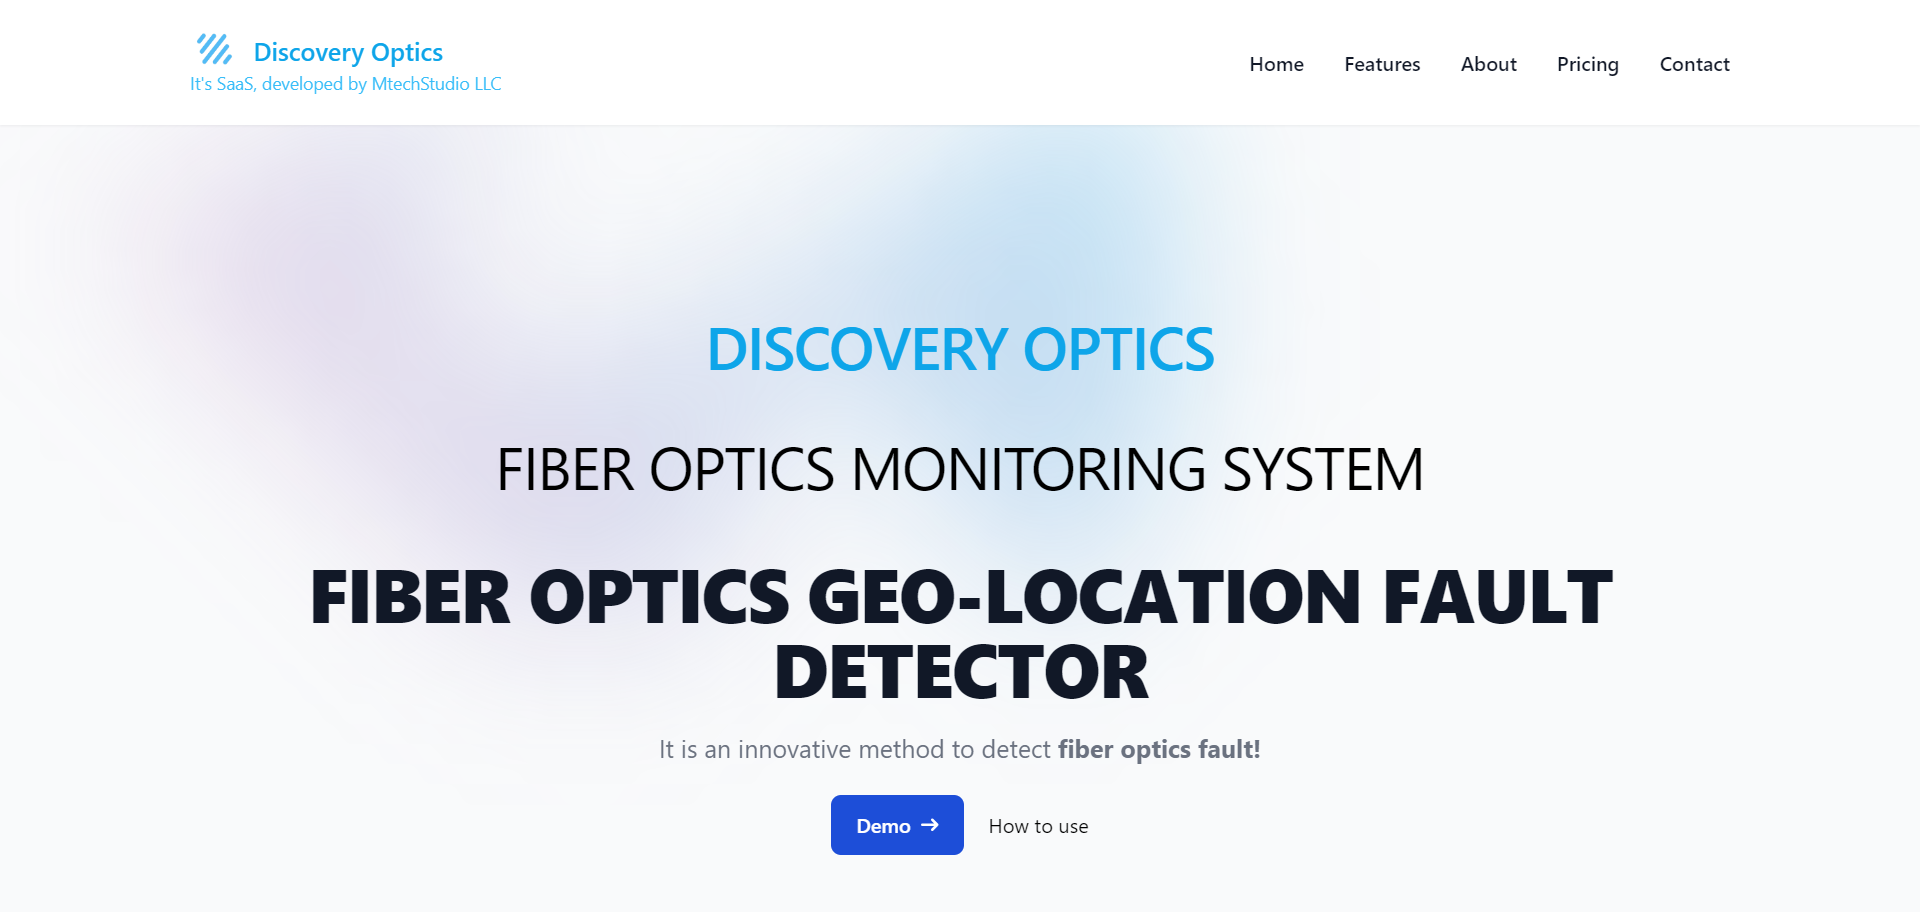 Discovery Optics
It's SaaS, developed by MtechStudio LLC
Home Features About Pricing Contact
DISCOVERY OPTICS
FIBER OPTICS MONITORING SYSTEM
FIBER OPTICS GEO-LOCATION FAULT
DETECTOR
It is an innovative method to detect fiber optics fault!
Demo → How to use